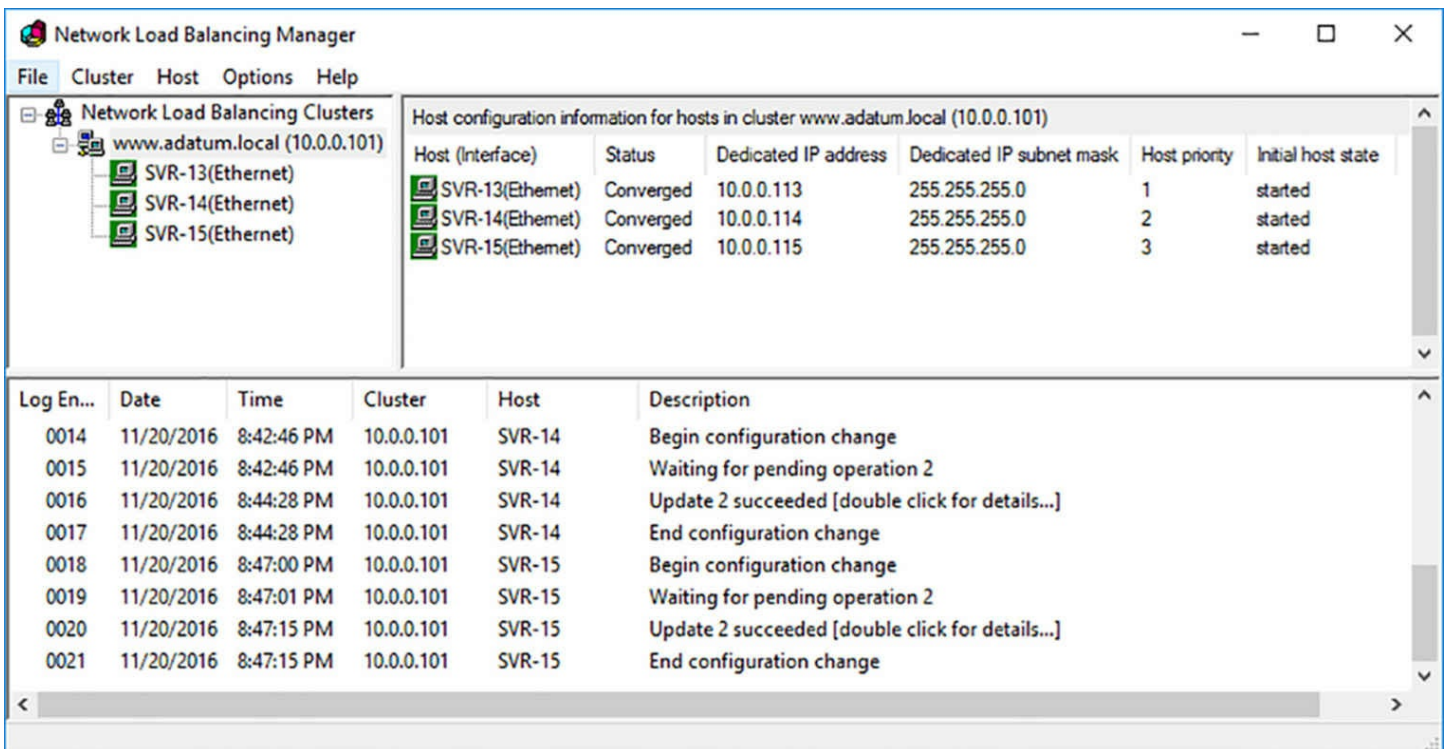 Network Load Balancing Manager
File Cluster Host Options Help
Network Load Balancing Clusters
www.adatum.local (10.0.0.101)
SVR-13(Ethernet)
SVR-14(Ethernet)
SVR-15(Ethernet)
Host configuration information for hosts in cluster www.adatum.local (10.0.0.101)
Host (Interface) Status Dedicated IP address Dedicated IP subnet mask Host priority Initial host state
SVR-13(Ethernet) Converged 10.0.0.113 255.255.255.0 1 started
SVR-14(Ethernet) Converged 10.0.0.114 255.255.255.0 2 started
SVR-15(Ethernet) Converged 10.0.0.115 255.255.255.0 3 started
Log En... Date Time Cluster Host Description
0014 11/20/2016 8:42:46 PM 10.0.0.101 SVR-14 Begin configuration change
0015 11/20/2016 8:42:46 PM 10.0.0.101 SVR-14 Waiting for pending operation 2
0016 11/20/2016 8:44:28 PM 10.0.0.101 SVR-14 Update 2 succeeded [double click for details...]
0017 11/20/2016 8:44:28 PM 10.0.0.101 SVR-14 End configuration change
0018 11/20/2016 8:47:00 PM 10.0.0.101 SVR-15 Begin configuration change
0019 11/20/2016 8:47:01 PM 10.0.0.101 SVR-15 Waiting for pending operation 2
0020 11/20/2016 8:47:15 PM 10.0.0.101 SVR-15 Update 2 succeeded [double click for details...]
0021 11/20/2016 8:47:15 PM 10.0.0.101 SVR-15 End configuration change